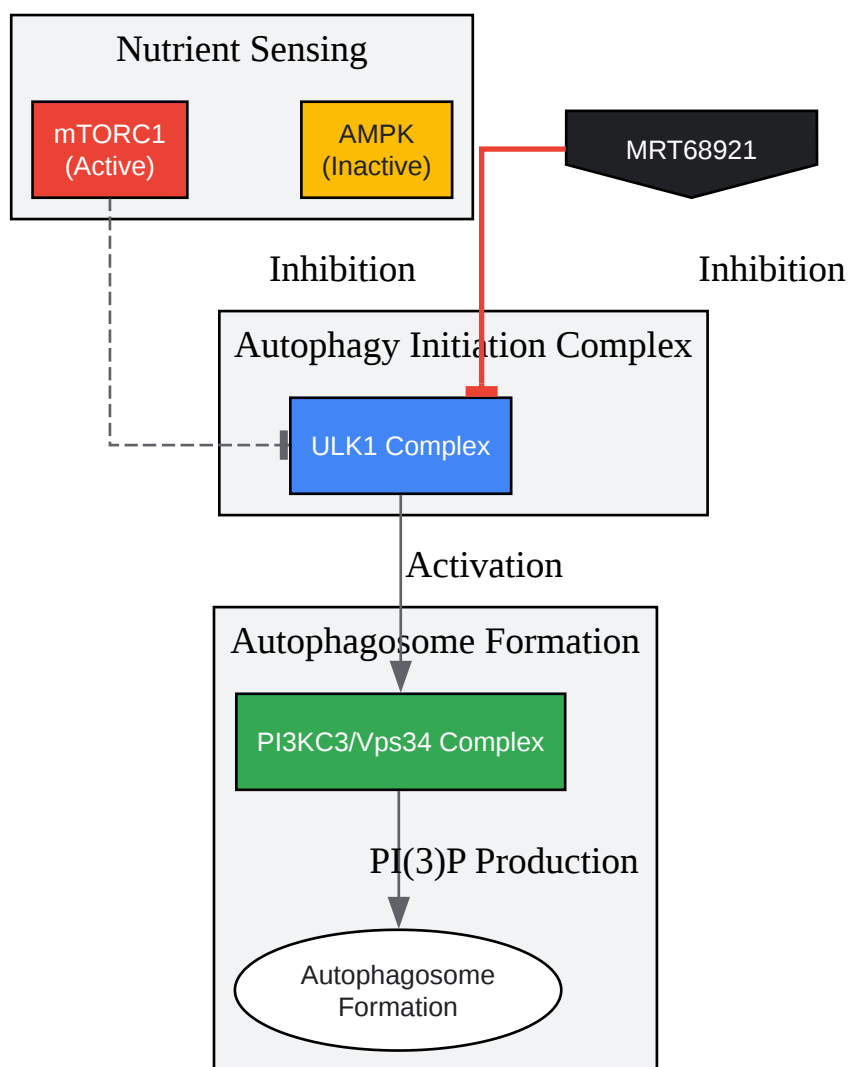 Nutrient Sensing
mTORC1
(Active)
AMPK
(Inactive)
MRT68921
Inhibition
Inhibition
Autophagy Initiation Complex
ULK1 Complex
Activation
Autophagosome Formation
PI3KC3/Vps34 Complex
PI(3)P Production
Autophagosome
Formation